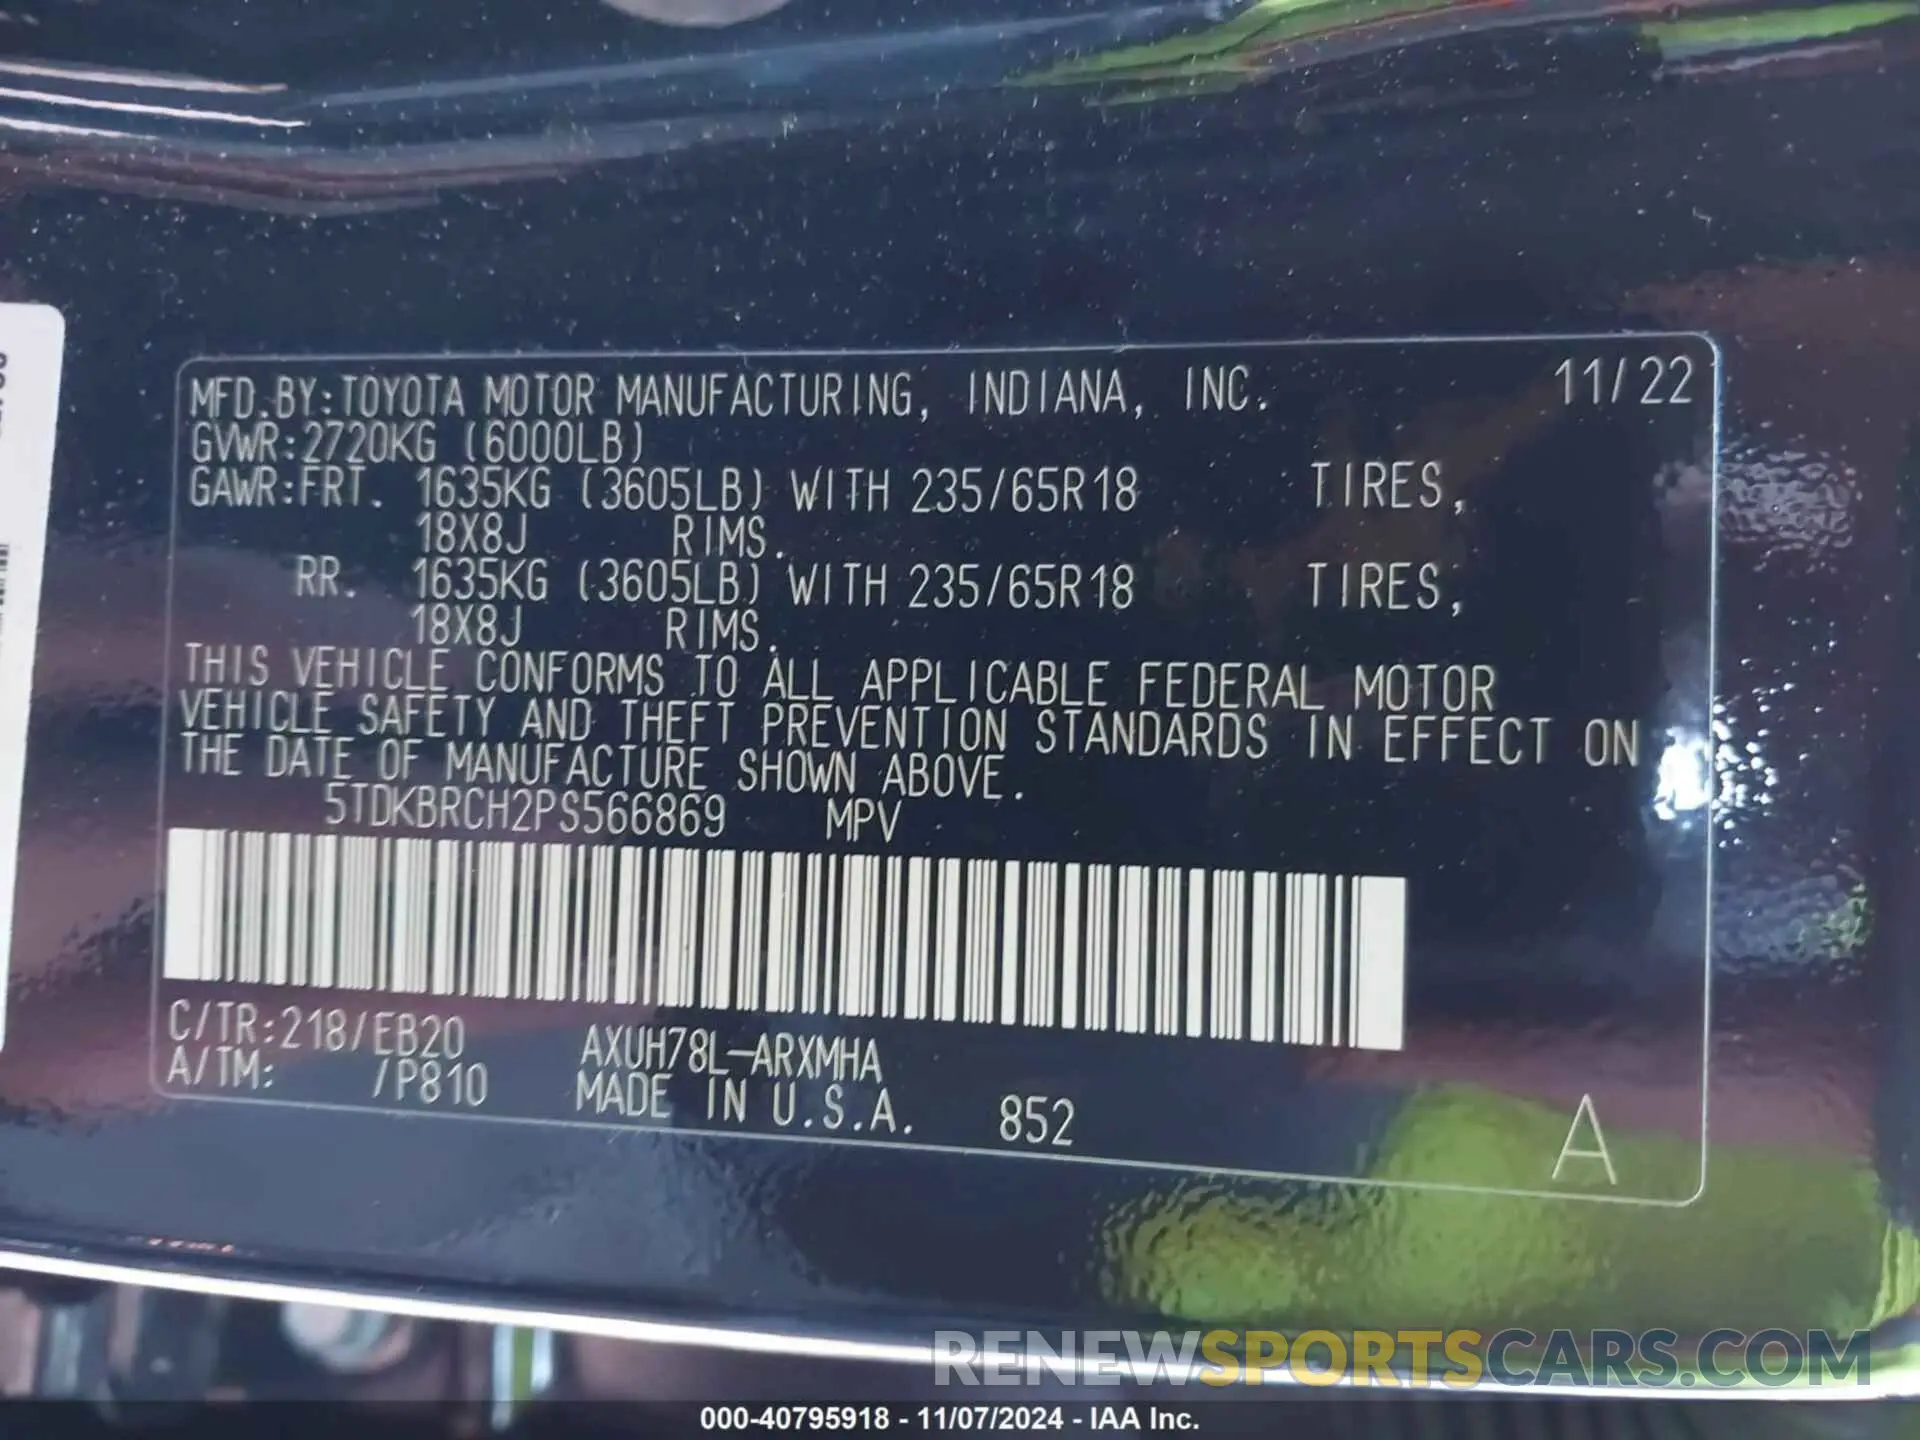 MFD.BY:TOYOTA MOTOR MANUFACTURING, INDIANA, INC. 11/22
GVWR:2720KG (6000LB)
GAWR:FRT. 1635KG (3605LB) WITH 235/65R18 TIRES,
18X8J RIMS.
RR. 1635KG (3605LB) WITH 235/65R18 TIRES,
18X8J RIMS.
THIS VEHICLE CONFORMS TO ALL APPLICABLE FEDERAL MOTOR
VEHICLE SAFETY AND THEFT PREVENTION STANDARDS IN EFFECT ON
THE DATE OF MANUFACTURE SHOWN ABOVE.
5TDKBRCH2PS566869 MPV
C/TR:218/EB20 AXUH78L-ARXMHA
A/TM: /P810 MADE IN U.S.A. 852
A
RENEWSPORTSCARS.COM
000-40795918 - 11/07/2024 - IAA Inc.